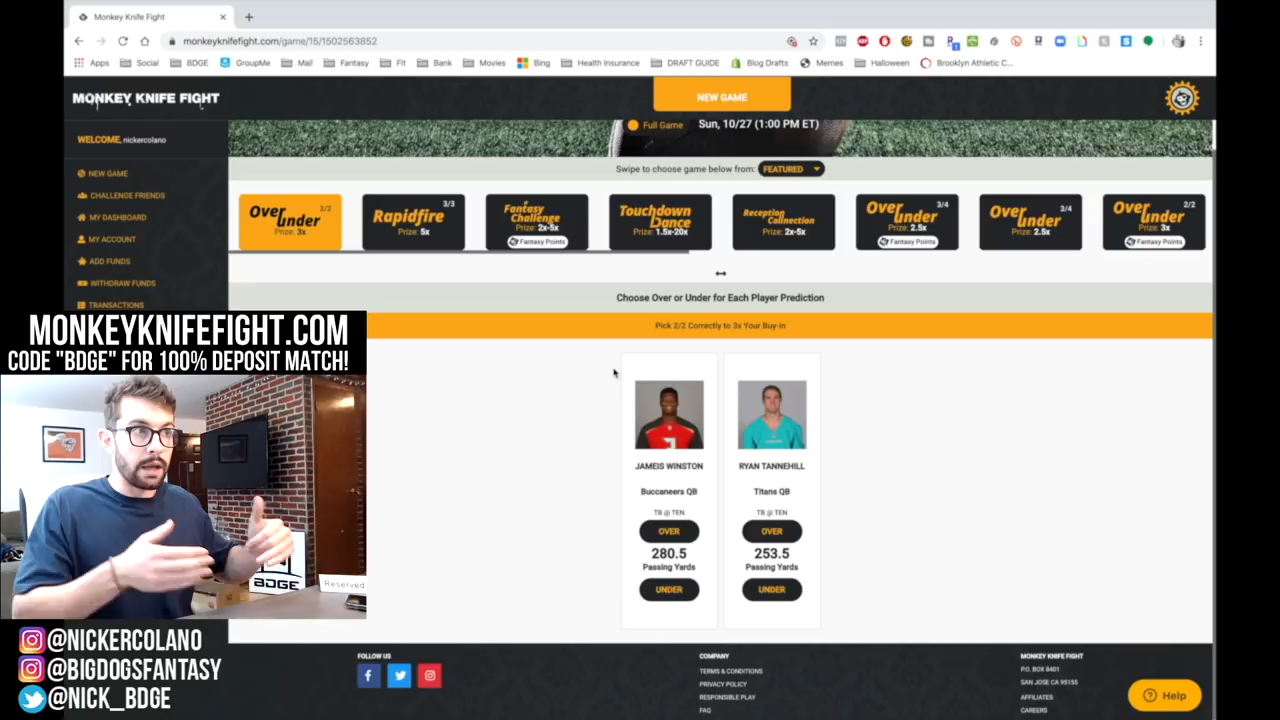 Monkey Knife Fight
monkeyknifefight.com/game/15/1502563852
Apps Social BDGE GroupMe Mail Fantasy Fit Bank Movies Bing Health Insurance DRAFT GUIDE Blog Drafts Memes Halloween Brooklyn Athletic C...
MONKEY KNIFE FIGHT
NEW GAME
WELCOME, nickercolano
Full Game
Sun, 10/27 (1:00 PM ET)
NEW GAME
CHALLENGE FRIENDS
MY DASHBOARD
MY ACCOUNT
ADD FUNDS
WITHDRAW FUNDS
TRANSACTIONS
Swipe to choose game below from: FEATURED
Over Under 2/2 Prize: 3x
Rapidfire 3/3 Prize: 5x
Fantasy Challenge Prize: 2x-5x Fantasy Points
Touchdown Dance Prize: 1.5x-20x
Reception Connection Prize: 2x-5x
Over Under 3/4 Prize: 2.5x Fantasy Points
Over Under 3/4 Prize: 2.5x
Over Under 2/2 Prize: 3x Fantasy Points
Choose Over or Under for Each Player Prediction
Pick 2/2 Correctly to 3x Your Buy-In
MONKEYKNIFEFIGHT.COM
CODE "BDGE" FOR 100% DEPOSIT MATCH!
JAMEIS WINSTON
Buccaneers QB
TB @ TEN
OVER
280.5
Passing Yards
UNDER
RYAN TANNEHILL
Titans QB
TB @ TEN
OVER
253.5
Passing Yards
UNDER
BDGE
Reserved
@NICKERCOLANO
@BIGDOGSFANTASY
@NICK_BDGE
FOLLOW US
COMPANY
TERMS & CONDITIONS
PRIVACY POLICY
RESPONSIBLE PLAY
FAQ
MONKEY KNIFE FIGHT
P.O. BOX 8401
SAN JOSE CA 95155
AFFILIATES
CAREERS
Help